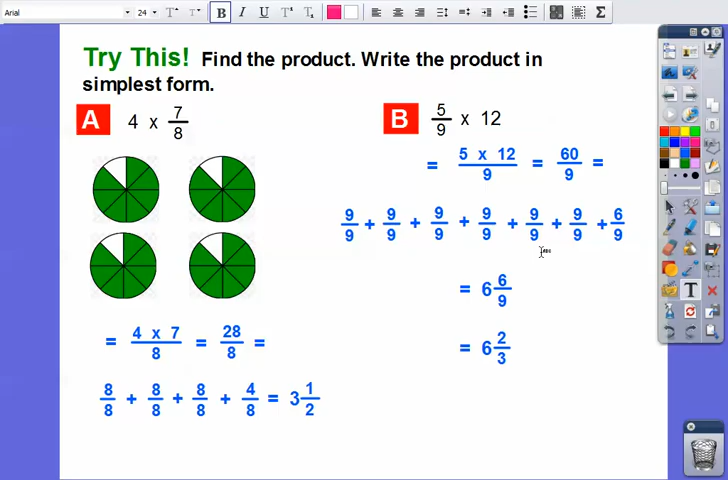 Arial 24 B I U
Try This! Find the product. Write the product in
simplest form.
A 4 x 7/8
= 4 x 7/8 = 28/8 =
8/8 + 8/8 + 8/8 + 4/8 = 3 1/2
B 5/9 x 12
= 5 x 12/9 = 60/9 =
9/9 + 9/9 + 9/9 + 9/9 + 9/9 + 9/9 + 6/9
= 6 6/9
= 6 2/3